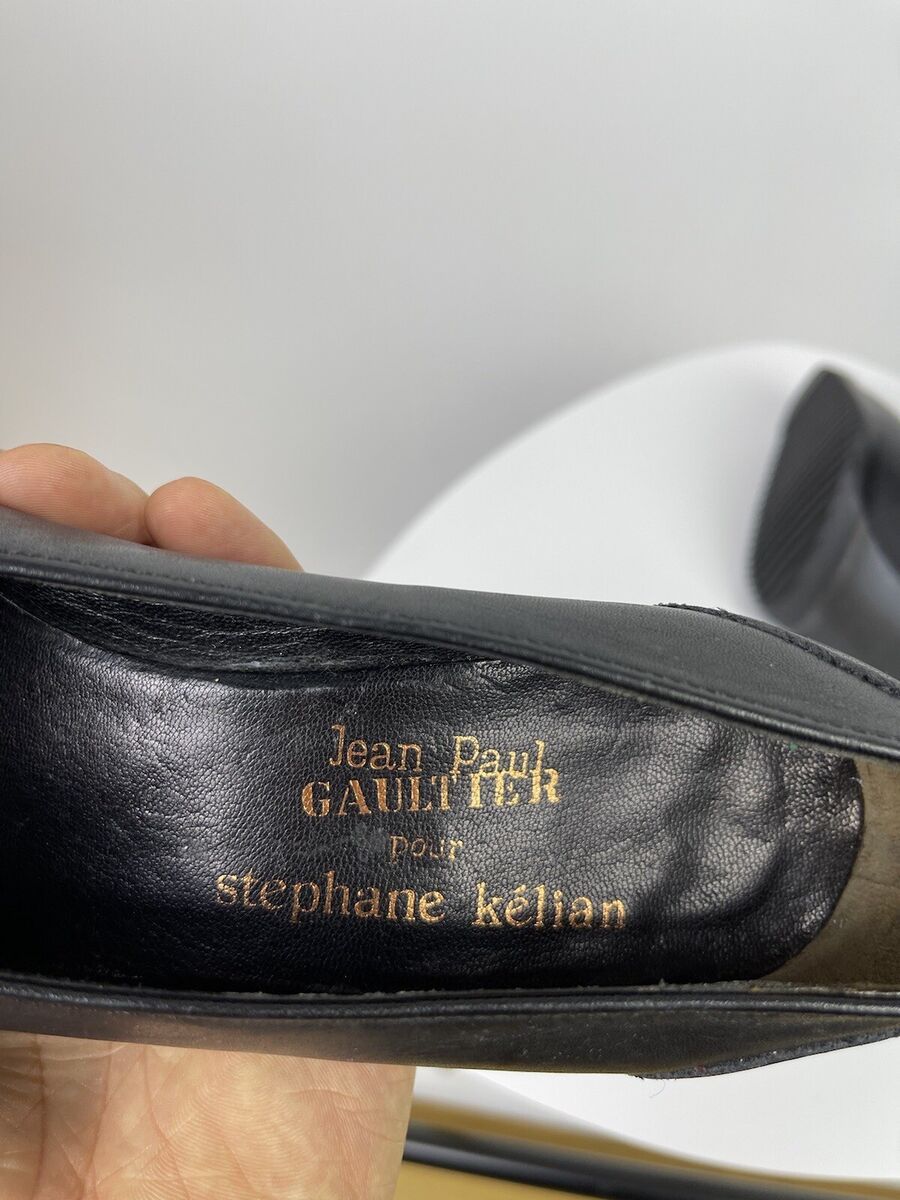 Jean Paul
GAULTIER
pour
stephane kélian